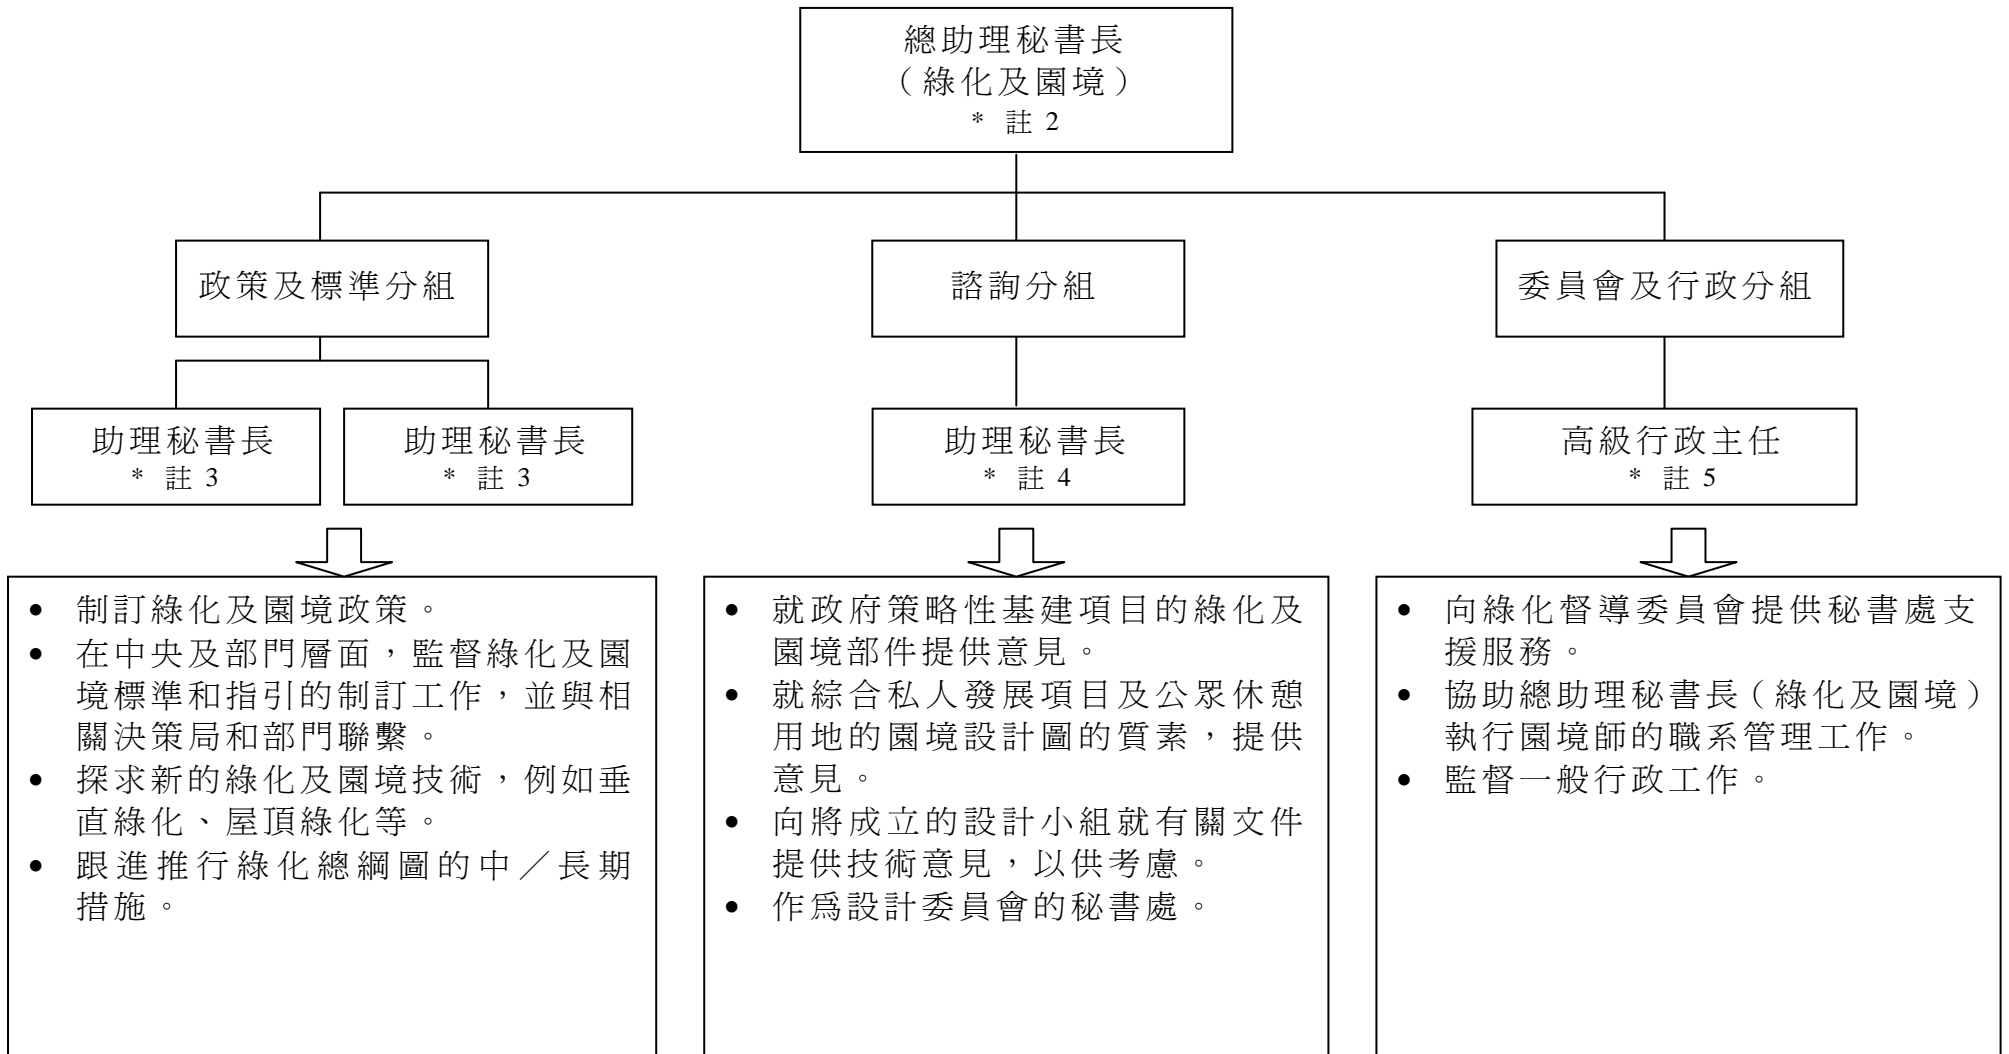 總助理秘書長
（綠化及園境）
* 註 2
政策及標準分組
諮詢分組
委員會及行政分組
助理秘書長
* 註 3
助理秘書長
* 註 3
助理秘書長
* 註 4
高級行政主任
* 註 5
• 制訂綠化及園境政策。
• 在中央及部門層面，監督綠化及園
境標準和指引的制訂工作，並與相
關決策局和部門聯繫。
• 探求新的綠化及園境技術，例如垂
直綠化、屋頂綠化等。
• 跟進推行綠化總綱圖的中／長期
措施。
• 就政府策略性基建項目的綠化及
園境部件提供意見。
• 就綜合私人發展項目及公眾休憩
用地的園境設計圖的質素，提供
意見。
• 向將成立的設計小組就有關文件
提供技術意見，以供考慮。
• 作爲設計委員會的秘書處。
• 向綠化督導委員會提供秘書處支
援服務。
• 協助總助理秘書長（綠化及園境）
執行園境師的職系管理工作。
• 監督一般行政工作。